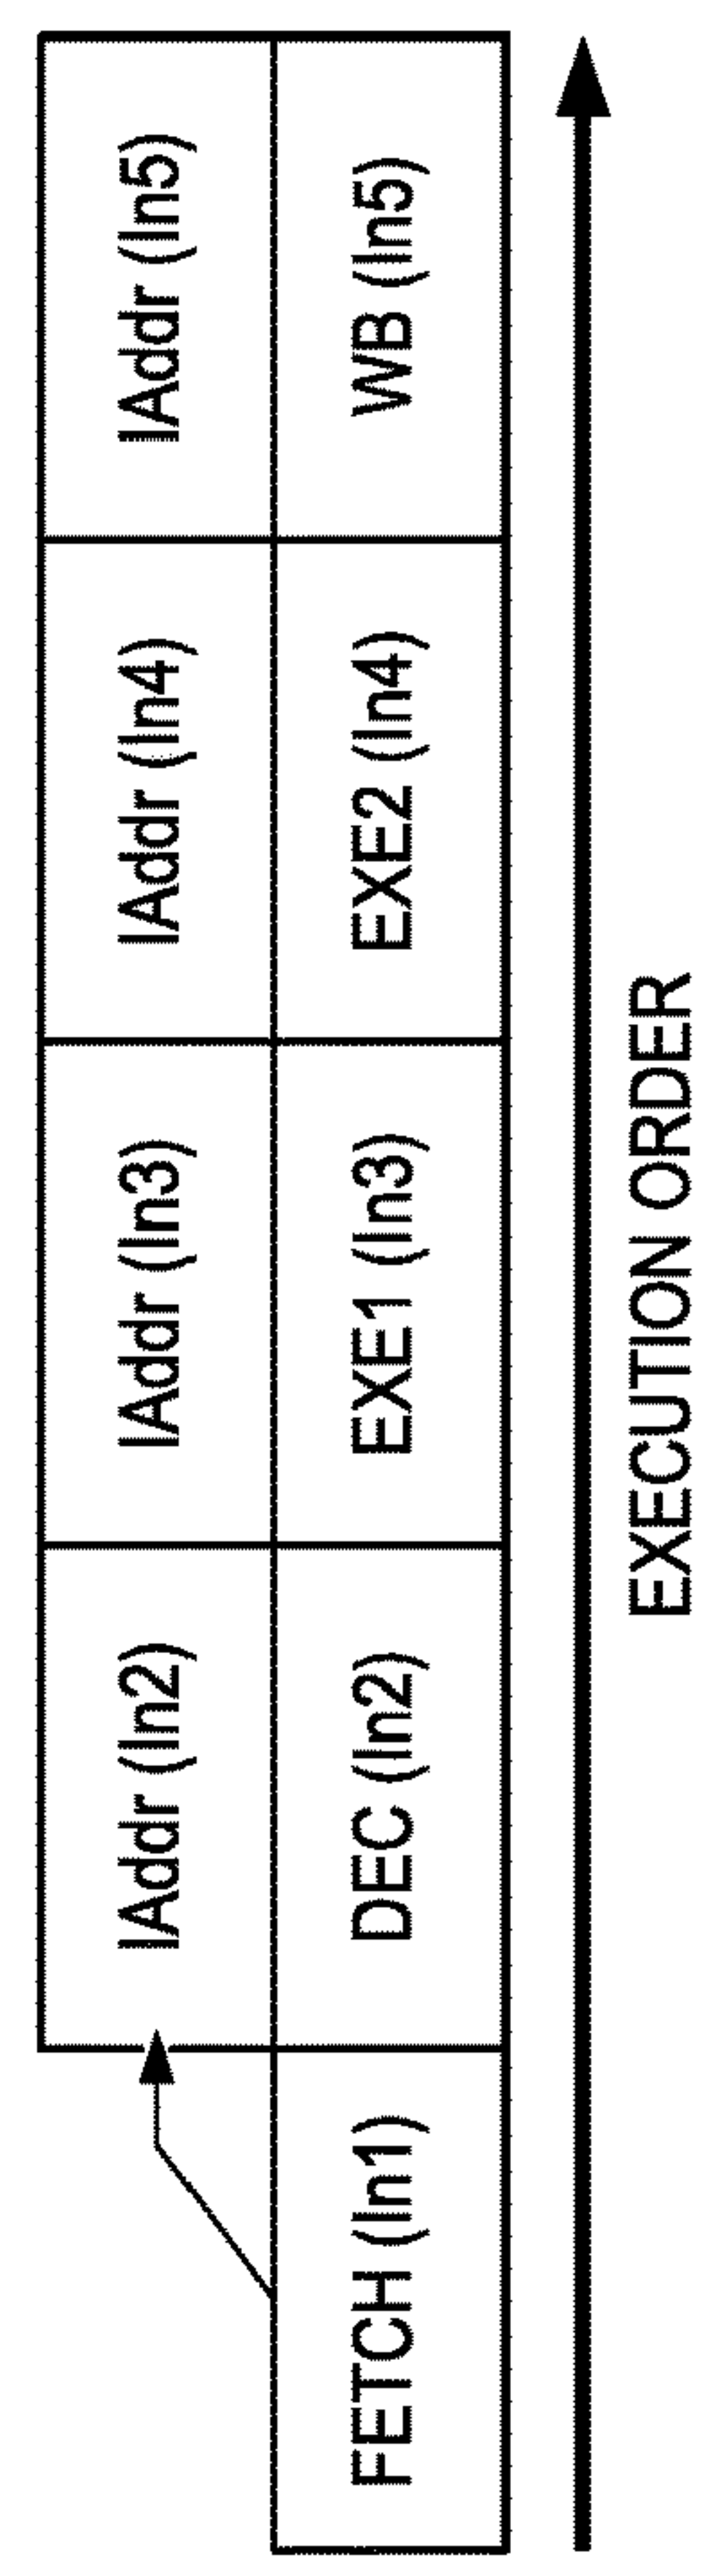 IAddr (In2)
IAddr (In3)
IAddr (In4)
IAddr (In5)
FETCH (In1)
DEC (In2)
EXE1 (In3)
EXE2 (In4)
WB (In5)
EXECUTION ORDER